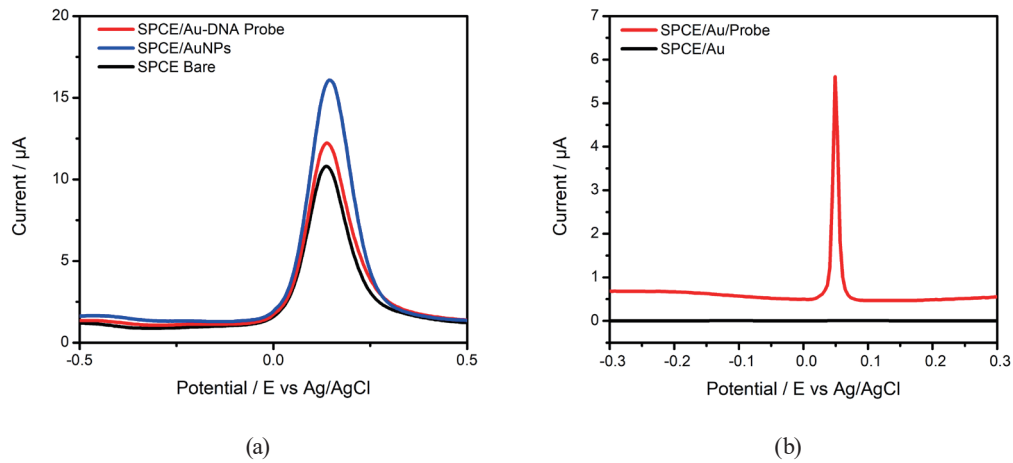 20
15
10
5
0
Current / µA
SPCE/Au-DNA Probe
SPCE/AuNPs
SPCE Bare
-0.5
0.0
0.5
Potential / E vs Ag/AgCl
(a)
7
6
5
4
3
2
1
0
Current / µA
SPCE/Au/Probe
SPCE/Au
-0.3
-0.2
-0.1
0.0
0.1
0.2
0.3
Potential / E vs Ag/AgCl
(b)